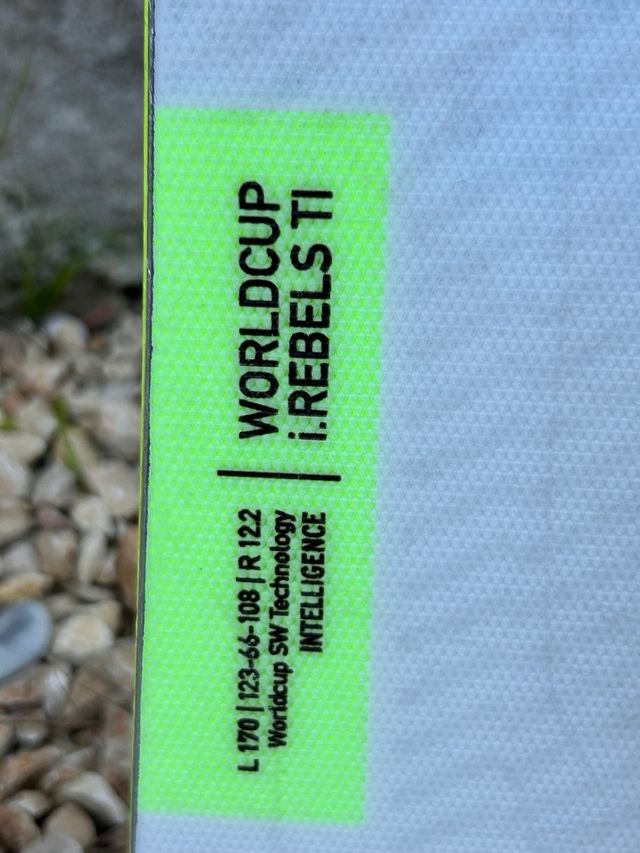 L 170 | 123-66-108 | R 12.2
Worldcup SW Technology
INTELLIGENCE
WORLDCUP
i.REBELS TI